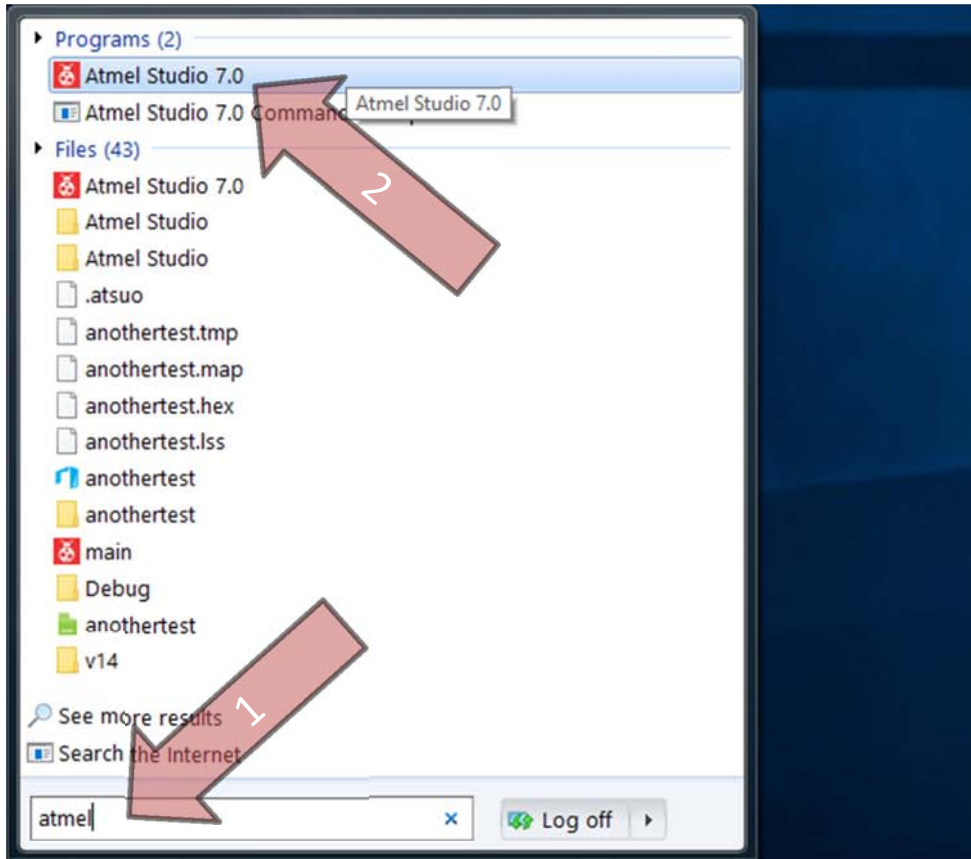 Programs (2)
Atmel Studio 7.0
Atmel Studio 7.0 Command
Atmel Studio 7.0
Files (43)
Atmel Studio 7.0
2
Atmel Studio
Atmel Studio
.atsuo
anothertest.tmp
anothertest.map
anothertest.hex
anothertest.lss
anothertest
anothertest
main
Debug
anothertest
v14
See more results
1
Search the Internet
atmel
Log off